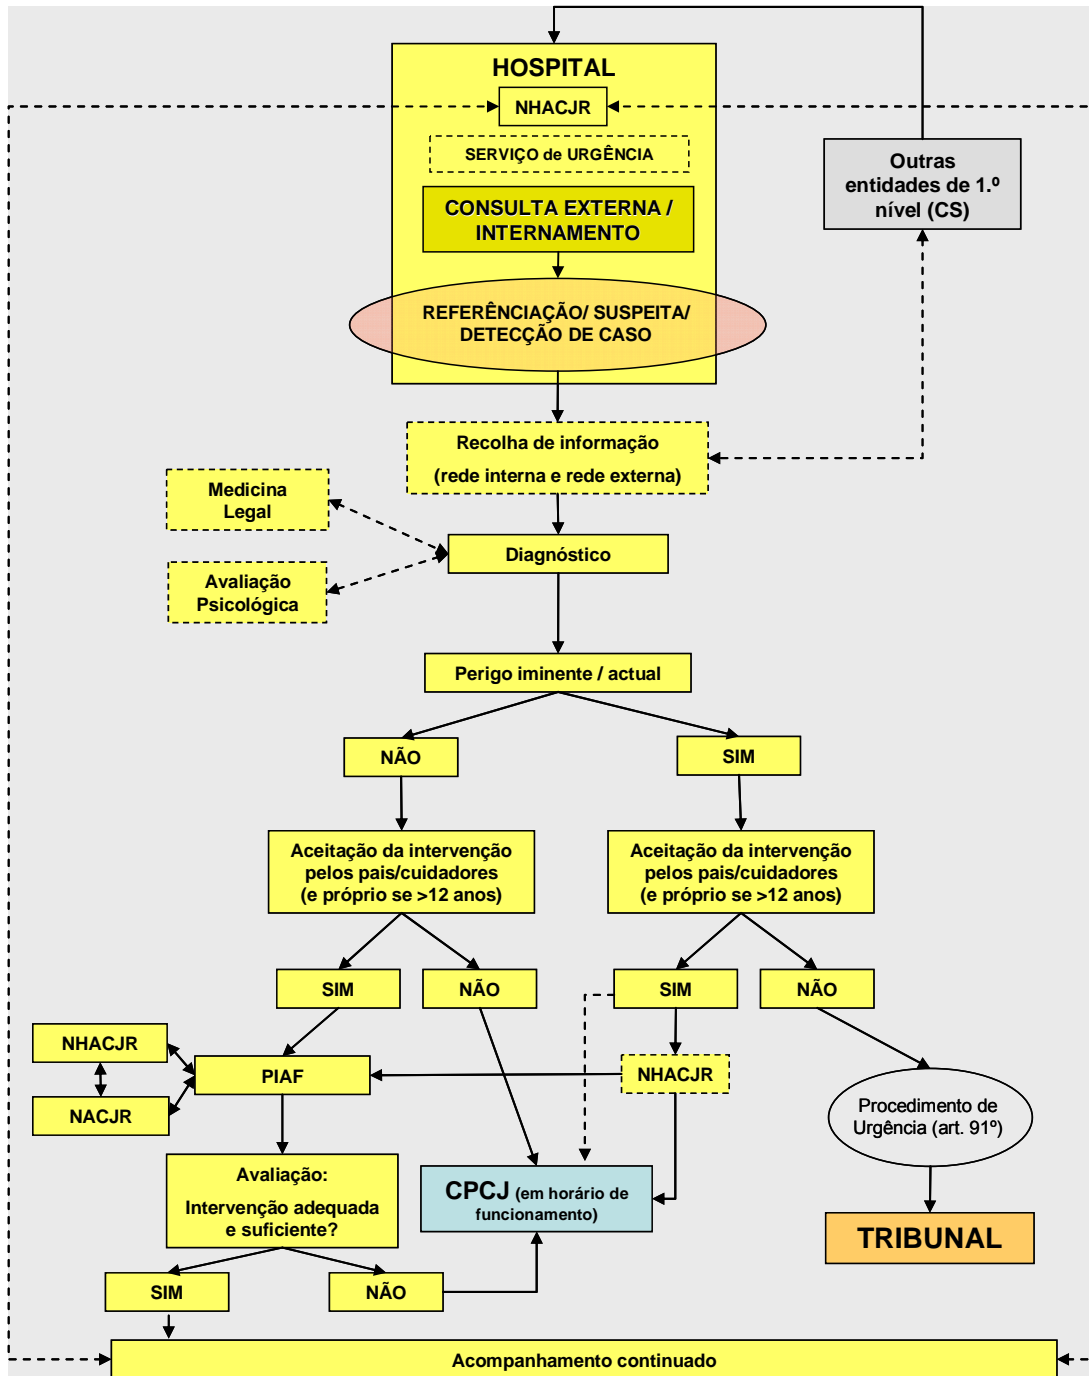 HOSPITAL
NHACJR
SERVIÇO de URGÊNCIA
CONSULTA EXTERNA /
INTERNAMENTO
REFERÊNCIAÇÃO/ SUSPEITA/
DETECÇÃO DE CASO
Outras
entidades de 1.º
nível (CS)
Recolha de informação
(rede interna e rede externa)
Medicina
Legal
Diagnóstico
Avaliação
Psicológica
Perigo iminente / actual
NÃO
SIM
Aceitação da intervenção
pelos pais/cuidadores
(e próprio se >12 anos)
Aceitação da intervenção
pelos pais/cuidadores
(e próprio se >12 anos)
SIM
NÃO
SIM
NÃO
NHACJR
NACJR
PIAF
NHACJR
Procedimento de
Urgência (art. 91º)
Avaliação:
Intervenção adequada
e suficiente?
CPCJ (em horário de
funcionamento)
TRIBUNAL
SIM
NÃO
Acompanhamento continuado